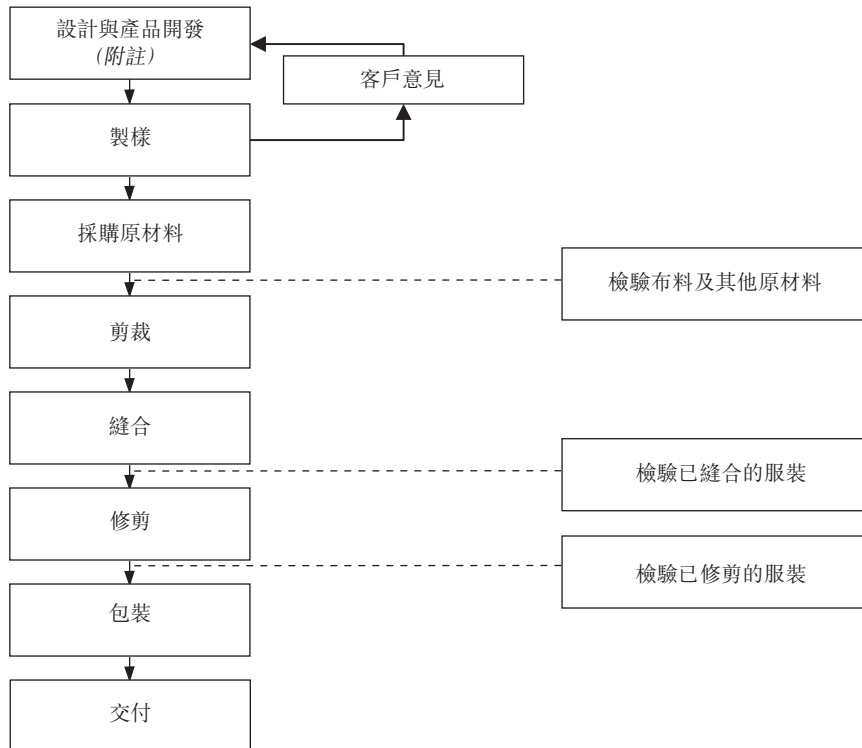 設計與產品開發
(附註)
客戶意見
製樣
採購原材料
檢驗布料及其他原材料
剪裁
縫合
檢驗已縫合的服裝
修剪
檢驗已修剪的服裝
包裝
交付